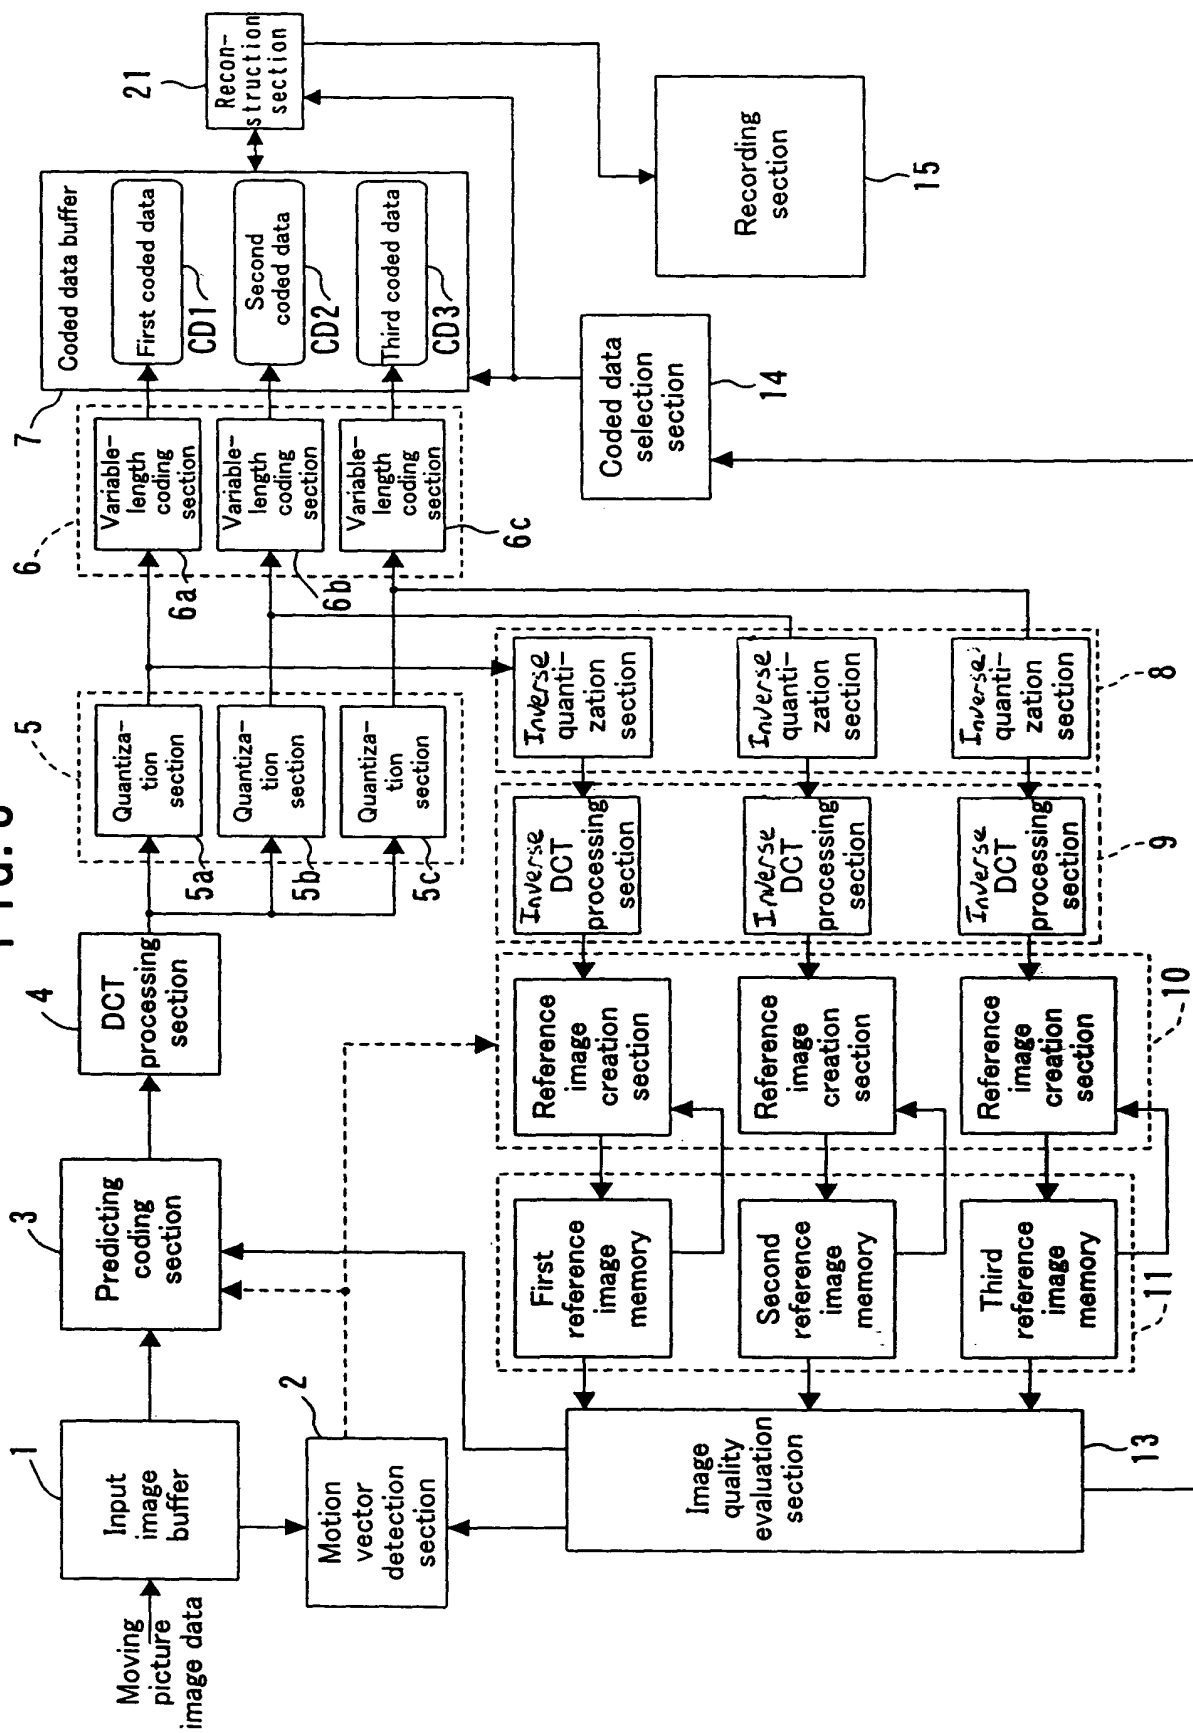 Moving
picture
image data
1
Input
image
buffer
2
Motion
vector
detection
section
3
Predicting
coding
section
4
DCT
processing
section
5
Quantiza-
tion
section
5a
Quantiza-
tion
section
5b
Quantiza-
tion
section
5c
6
Variable-
length
coding
section
6a
Variable-
length
coding
section
6b
Variable-
length
coding
section
6c
7
Coded data buffer
First coded data
CD1
Second
coded data
CD2
Third coded data
CD3
21
Recon-
struction
section
Inverse
quanti-
zation
section
Inverse
quanti-
zation
section
Inverse
quanti-
zation
section
8
Inverse
DCT
processing
section
Inverse
DCT
processing
section
Inverse
DCT
processing
section
9
Reference
image
creation
section
Reference
image
creation
section
Reference
image
creation
section
10
First
reference
image
memory
Second
reference
image
memory
Third
reference
image
memory
11
Image
quality
evaluation
section
13
Coded data
selection
section
14
Recording
section
15